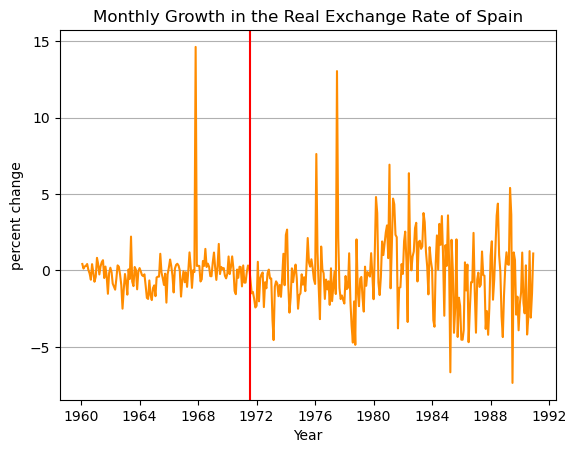 Monthly Growth in the Real Exchange Rate of Spain
percent change
15
10
5
0
−5
1960 1964 1968 1972 1976 1980 1984 1988 1992
Year